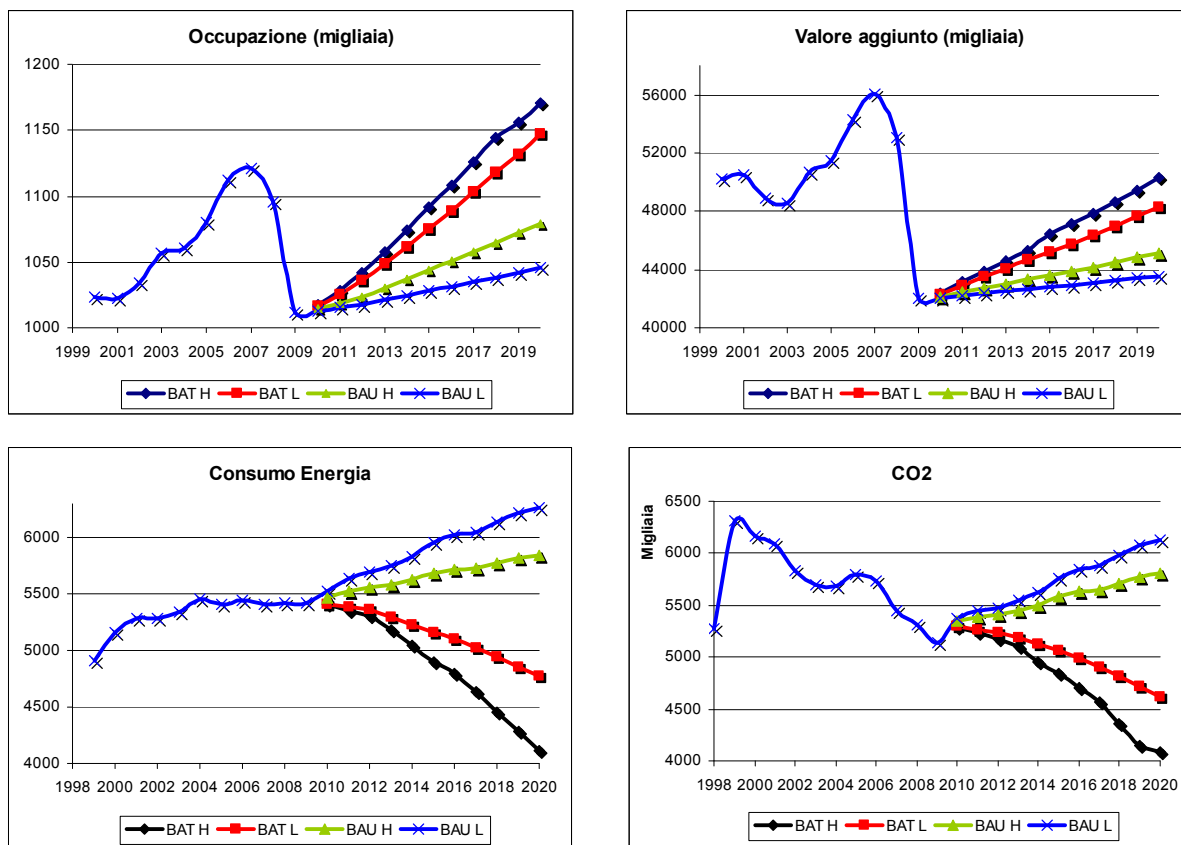 Occupazione (migliaia)
1200
1150
1100
1050
1000
1999 2001 2003 2005 2007 2009 2011 2013 2015 2017 2019
BAT H BAT L BAU H BAU L
Valore aggiunto (migliaia)
56000
52000
48000
44000
40000
1999 2001 2003 2005 2007 2009 2011 2013 2015 2017 2019
BAT H BAT L BAU H BAU L
Consumo Energia
6000
5500
5000
4500
4000
1998 2000 2002 2004 2006 2008 2010 2012 2014 2016 2018 2020
BAT H BAT L BAU H BAU L
CO2
Migliaia
6500
6000
5500
5000
4500
4000
1998 2000 2002 2004 2006 2008 2010 2012 2014 2016 2018 2020
BAT H BAT L BAU H BAU L